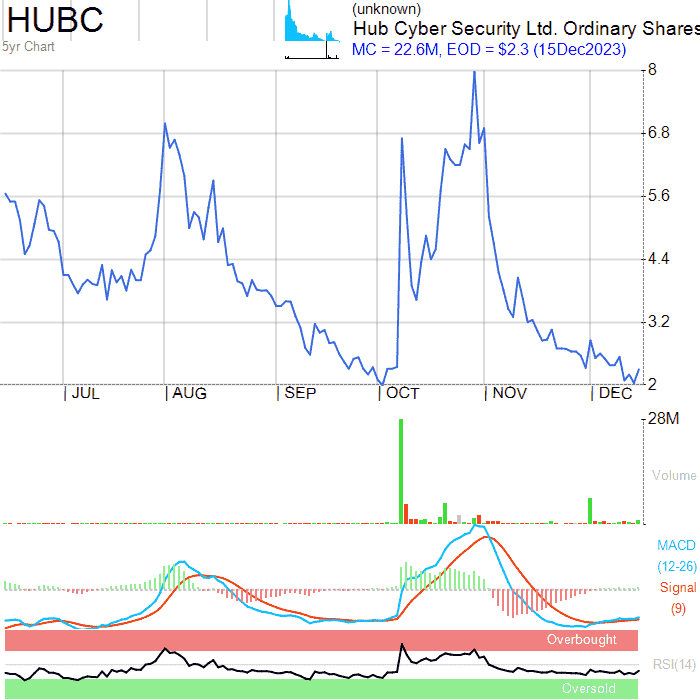 HUBC
(unknown)
Hub Cyber Security Ltd. Ordinary Shares
5yr Chart
MC = 22.6M, EOD = $2.3 (15Dec2023)
8
6.8
5.6
4.4
3.2
2
JUL AUG SEP OCT NOV DEC
28M
Volume
MACD
(12-26)
Signal
(9)
Overbought
RSI(14)
Oversold